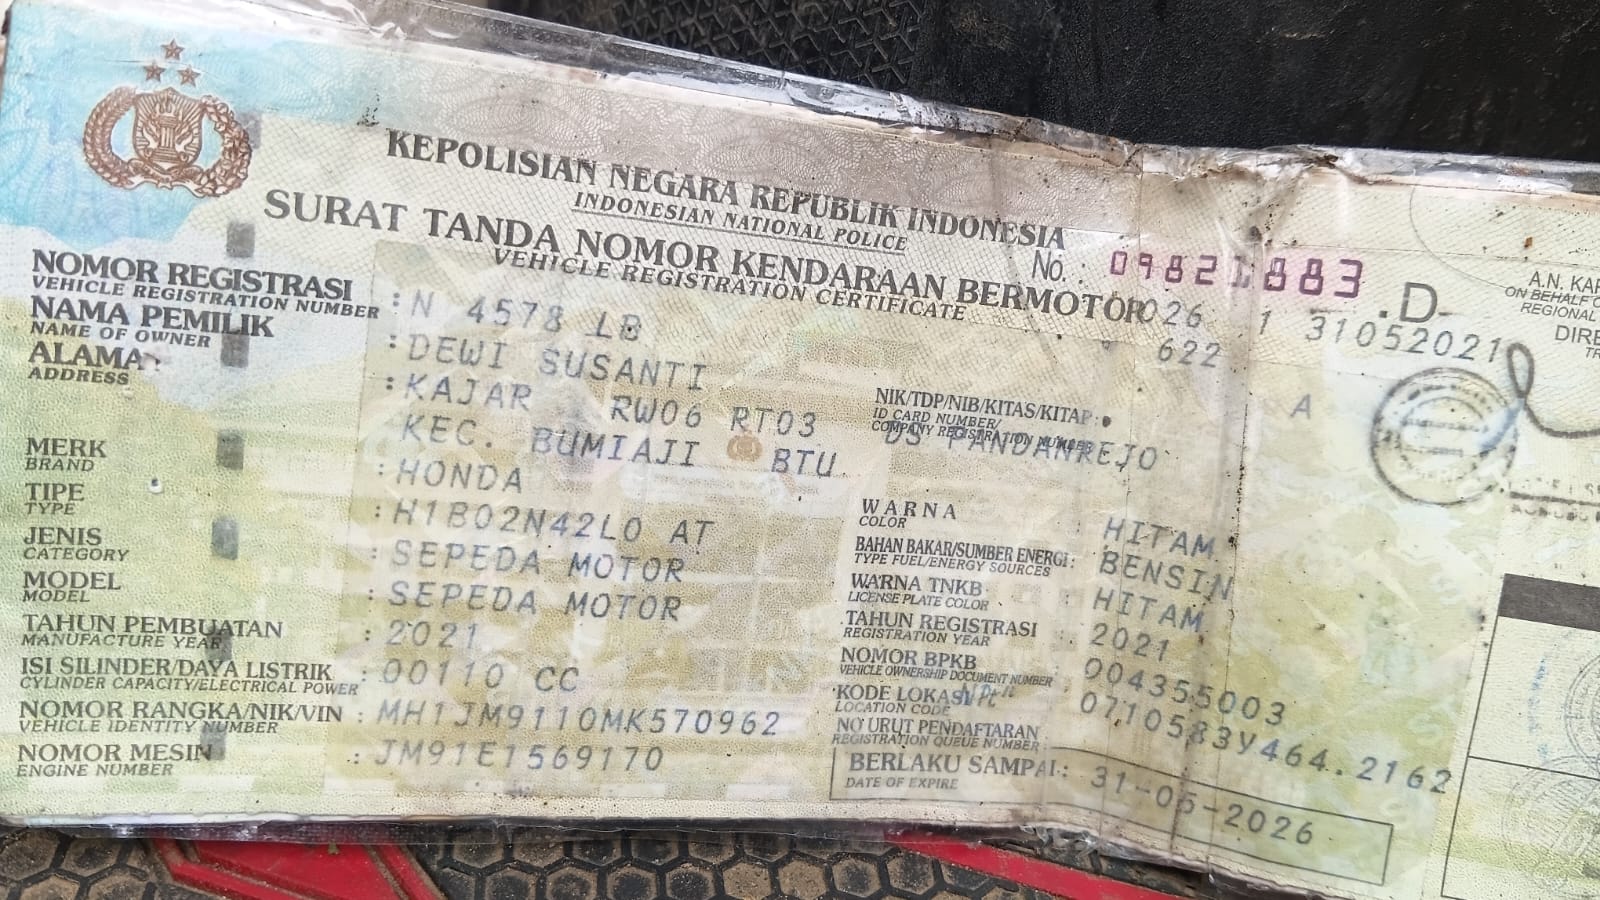 KEPOLISIAN NEGARA REPUBLIK INDONESIA
INDONESIAN NATIONAL POLICE
SURAT TANDA NOMOR KENDARAAN BERMOTOR
VEHICLE REGISTRATION CERTIFICATE
No. : 09821883 .D
026 1 31052021
622
A
A.N. KAP
ON BEHALF O
REGIONAL
DIRE
TR
NOMOR REGISTRASI : N 4578 LB
VEHICLE REGISTRATION NUMBER
NAMA PEMILIK : DEWI SUSANTI
NAME OF OWNER
ALAMAT : KAJAR RW06 RT03 DS PANDANREJO
ADDRESS
KEC. BUMIAJI BTU
NIK/TDP/NIB/KITAS/KITAP :
ID CARD NUMBER/
COMPANY REGISTRATION NUMBER
MERK : HONDA
BRAND
TIPE : H1B02N42L0 AT
TYPE
JENIS : SEPEDA MOTOR
CATEGORY
MODEL : SEPEDA MOTOR
MODEL
TAHUN PEMBUATAN : 2021
MANUFACTURE YEAR
ISI SILINDER/DAYA LISTRIK : 00110 CC
CYLINDER CAPACITY/ELECTRICAL POWER
NOMOR RANGKA/NIK/VIN : MH1JM9110MK570962
VEHICLE IDENTITY NUMBER
NOMOR MESIN : JM91E1569170
ENGINE NUMBER
WARNA : HITAM
COLOR
BAHAN BAKAR/SUMBER ENERGI : BENSIN
TYPE FUEL/ENERGY SOURCES
WARNA TNKB : HITAM
LICENSE PLATE COLOR
TAHUN REGISTRASI : 2021
REGISTRATION YEAR
NOMOR BPKB : 004355003
VEHICLE OWNERSHIP DOCUMENT NUMBER
KODE LOKASI : 0710583Y464.2162
LOCATION CODE
NO URUT PENDAFTARAN
REGISTRATION QUEUE NUMBER
BERLAKU SAMPAI : 31-05-2026
DATE OF EXPIRE